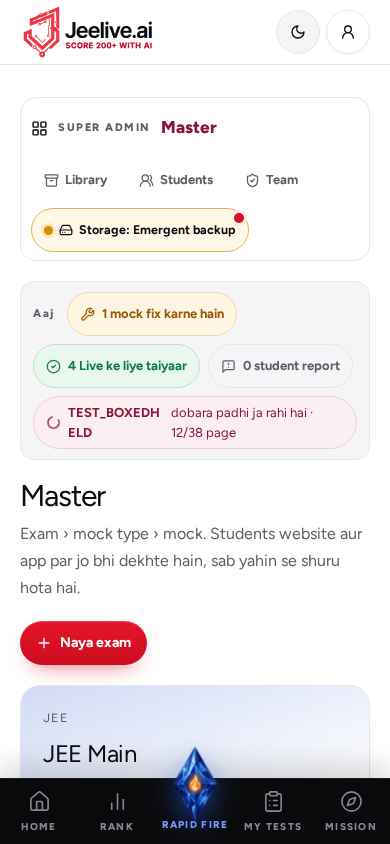 Jeelive.ai
SCORE 200+ WITH AI
SUPER ADMIN Master
Library Students Team
Storage: Emergent backup
Aaj 1 mock fix karne hain
4 Live ke liye taiyaar 0 student report
TEST_BOXEDH dobara padhi ja rahi hai ·
ELD 12/38 page
Master
Exam › mock type › mock. Students website aur
app par jo bhi dekhte hain, sab yahin se shuru
hota hai.
+ Naya exam
JEE
JEE Main
HOME RANK RAPID FIRE MY TESTS MISSION